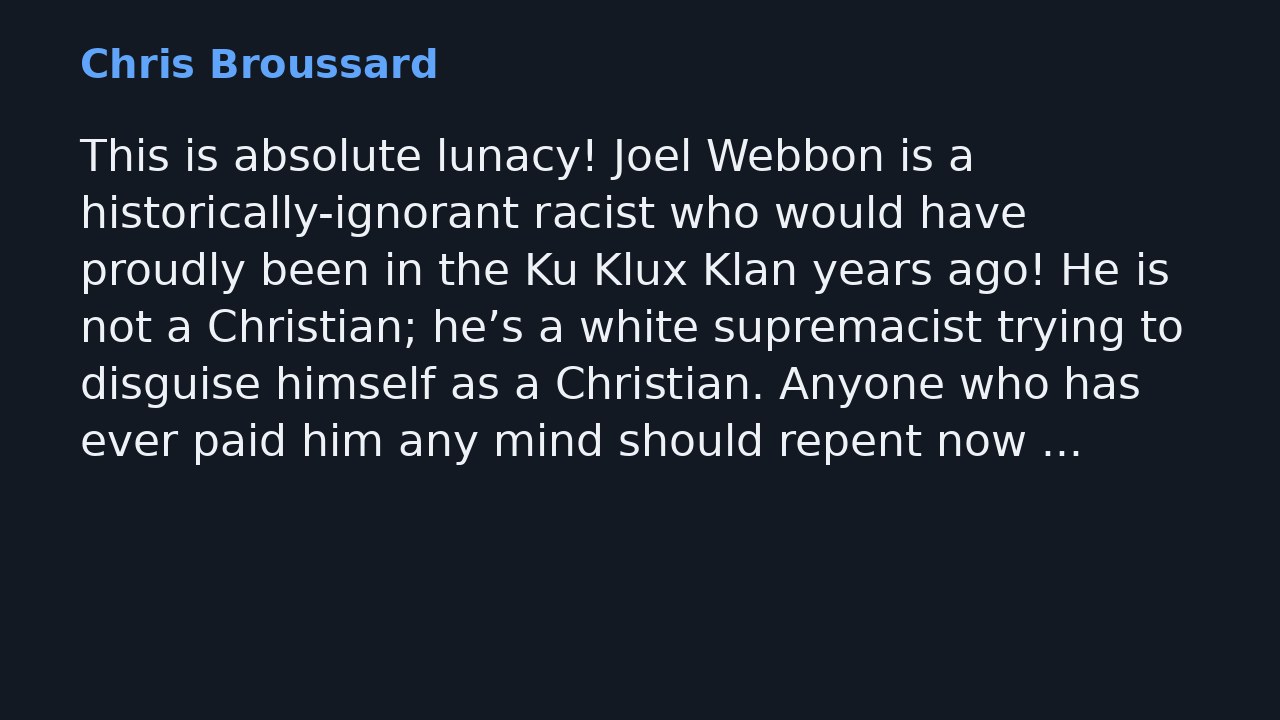 Chris Broussard
This is absolute lunacy! Joel Webbon is a
historically-ignorant racist who would have
proudly been in the Ku Klux Klan years ago! He is
not a Christian; he’s a white supremacist trying to
disguise himself as a Christian. Anyone who has
ever paid him any mind should repent now ...